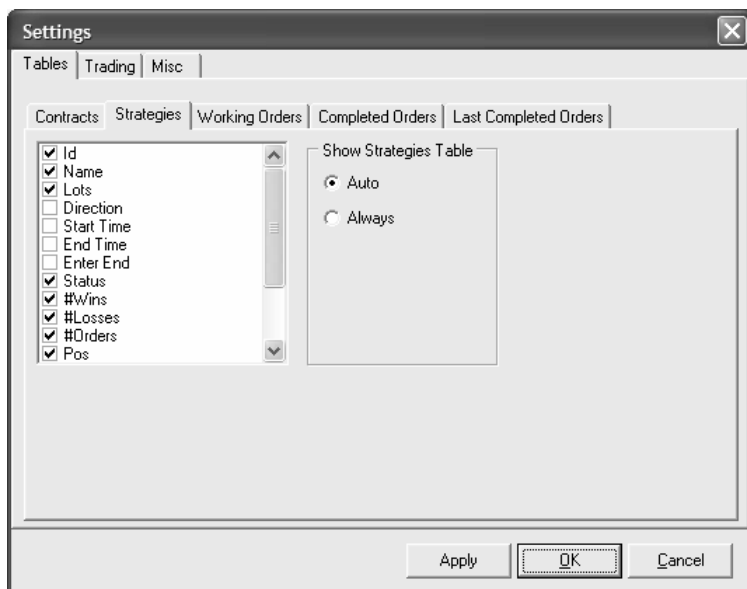 Settings
Tables Trading Misc
Contracts Strategies Working Orders Completed Orders Last Completed Orders
Id
Name
Lots
Direction
Start Time
End Time
Enter End
Status
#Wins
#Losses
#Orders
Pos
Show Strategies Table
Auto
Always
Apply OK Cancel